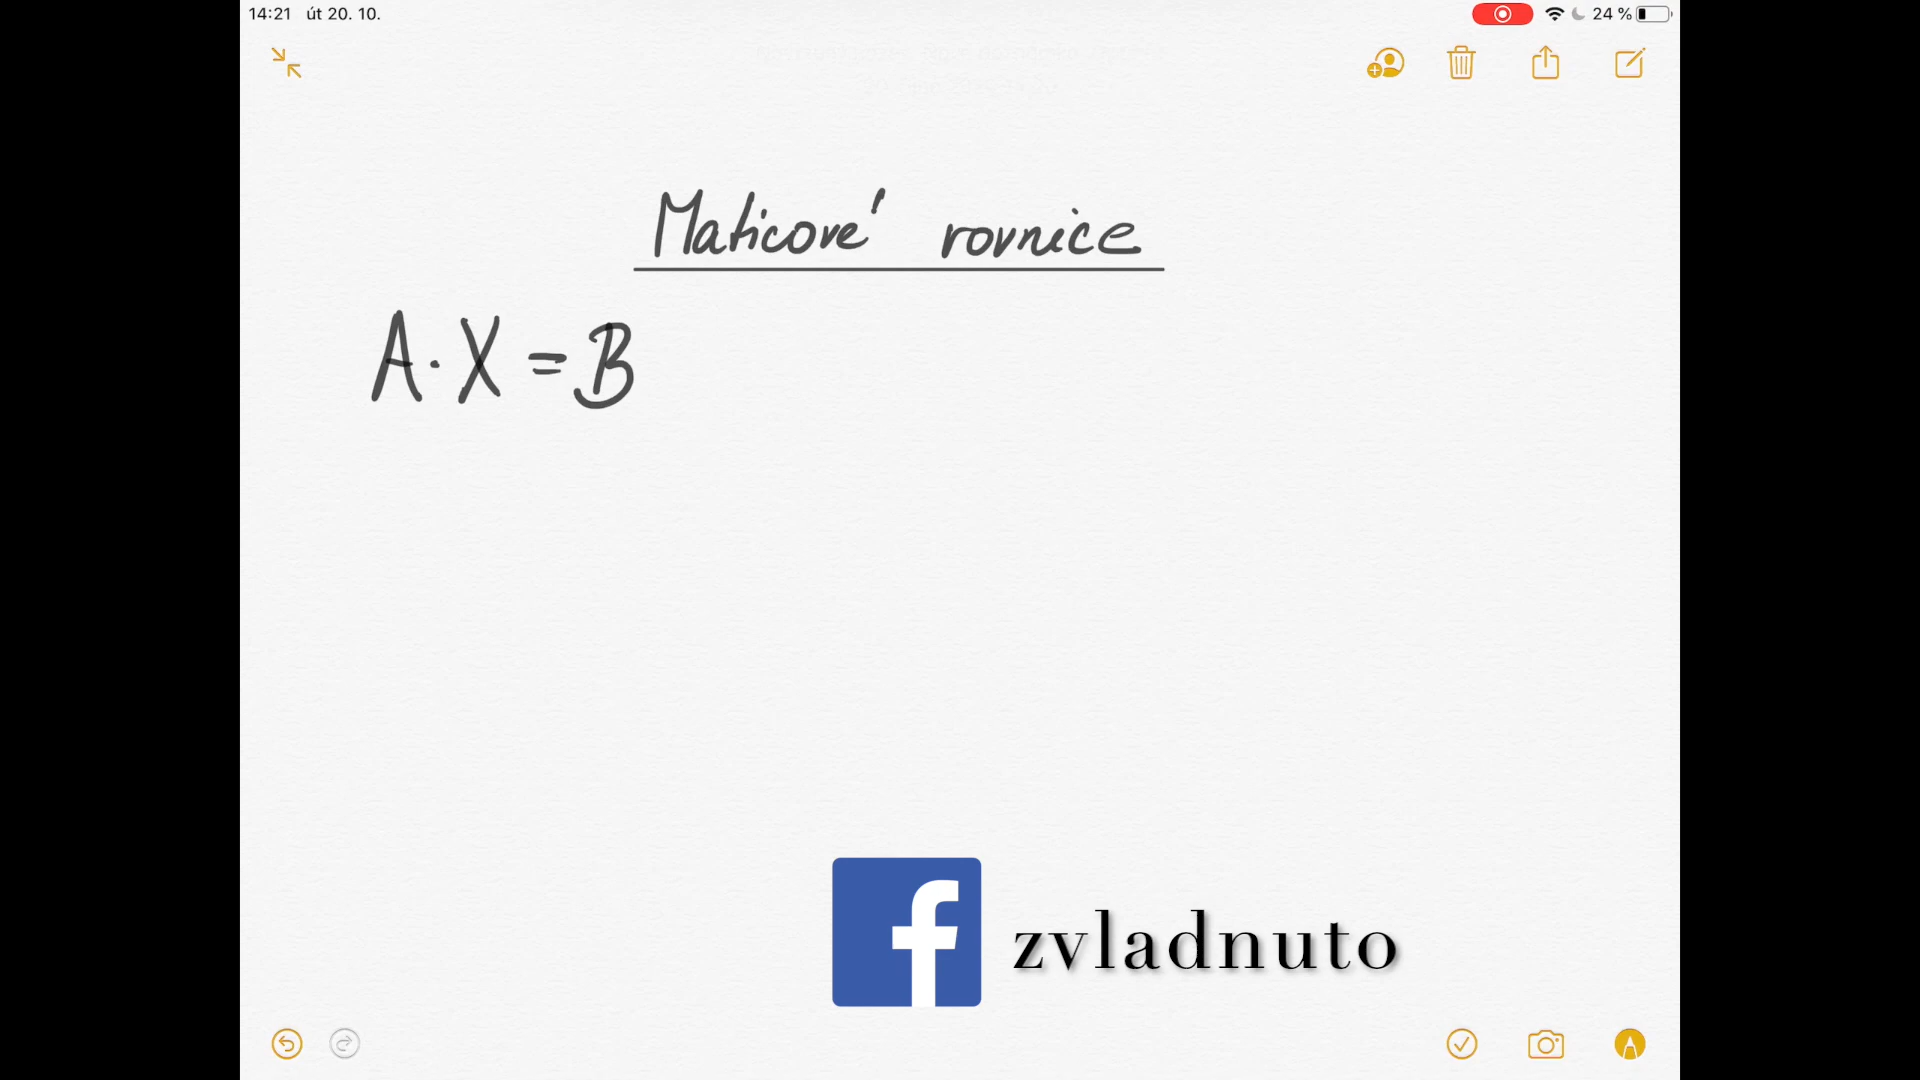 14:21 út 20. 10.
24 %
Maticové rovnice
A·X=B
zvladnuto